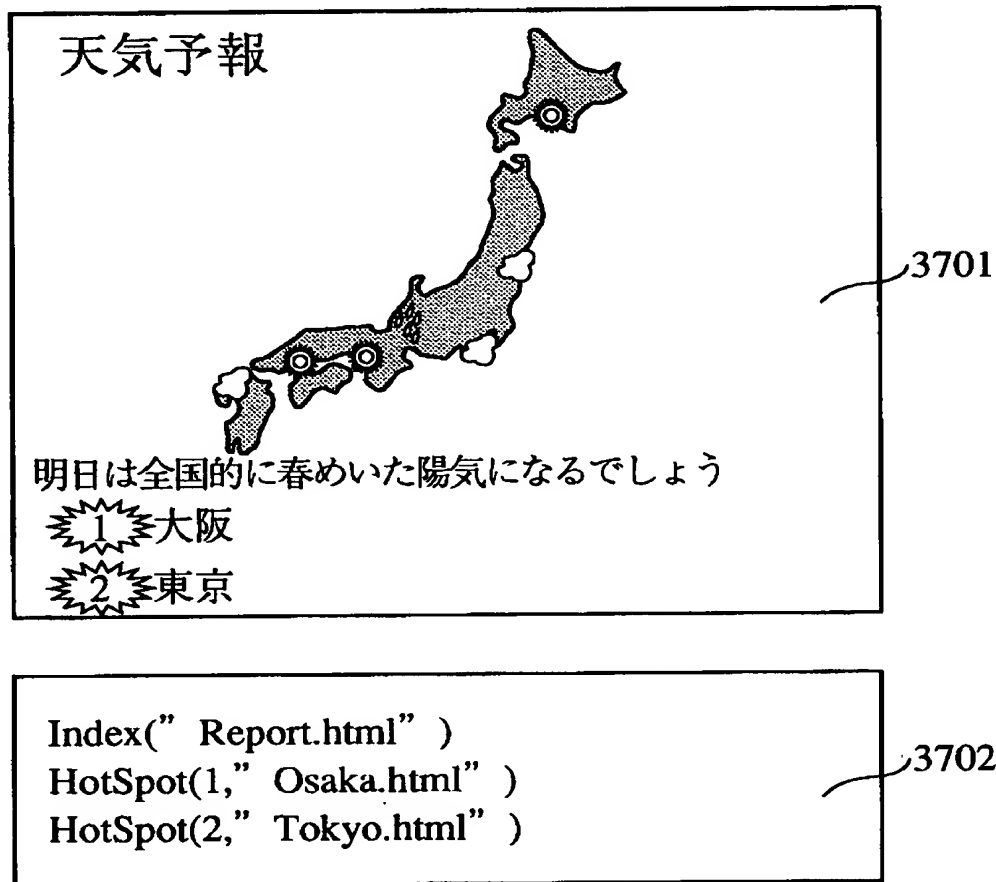 天気予報
3701
明日は全国的に春めいた陽気になるでしょう
1 大阪
2 東京
Index(” Report.html” )
HotSpot(1,” Osaka.html” )
HotSpot(2,” Tokyo.html” )
3702